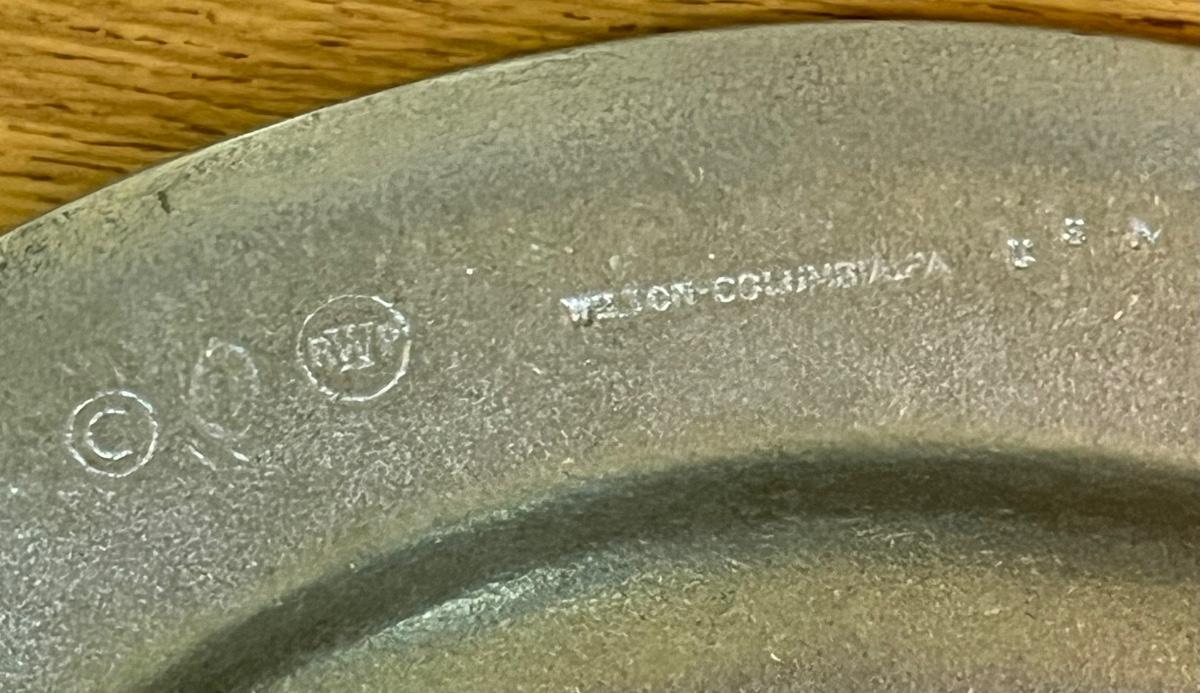 ©
RWP
WILTON-COLUMBIA,PA
U S A